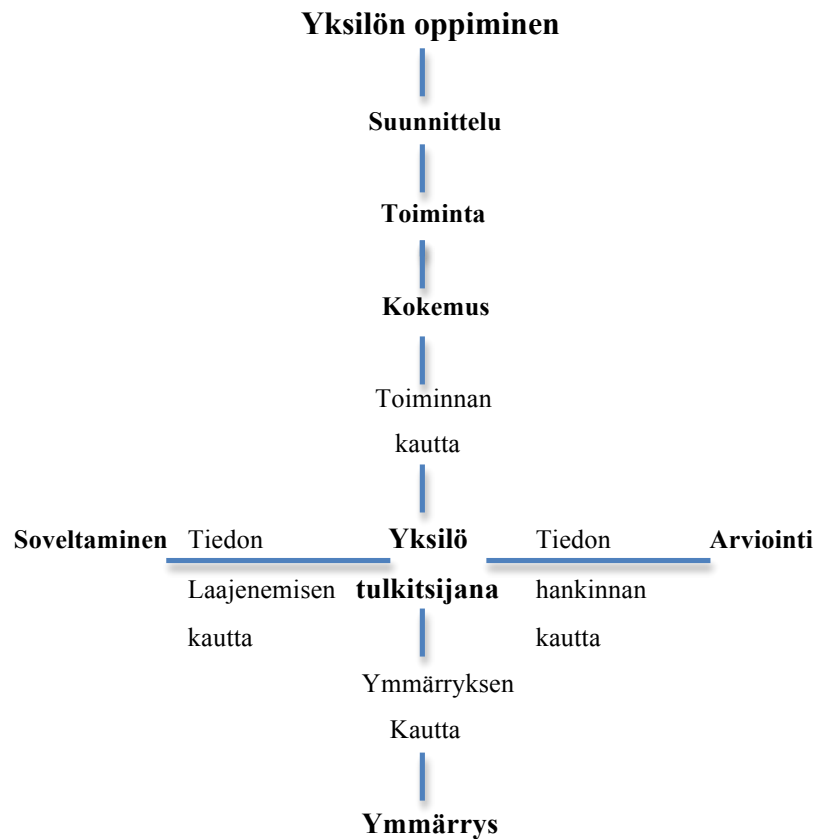 Yksilön oppiminen
Suunnittelu
Toiminta
Kokemus
Toiminnan
kautta
Soveltaminen Tiedon Yksilö Tiedon Arviointi
Laajenemisen tulkitsijana hankinnan
kautta kautta
Ymmärryksen
Kautta
Ymmärrys